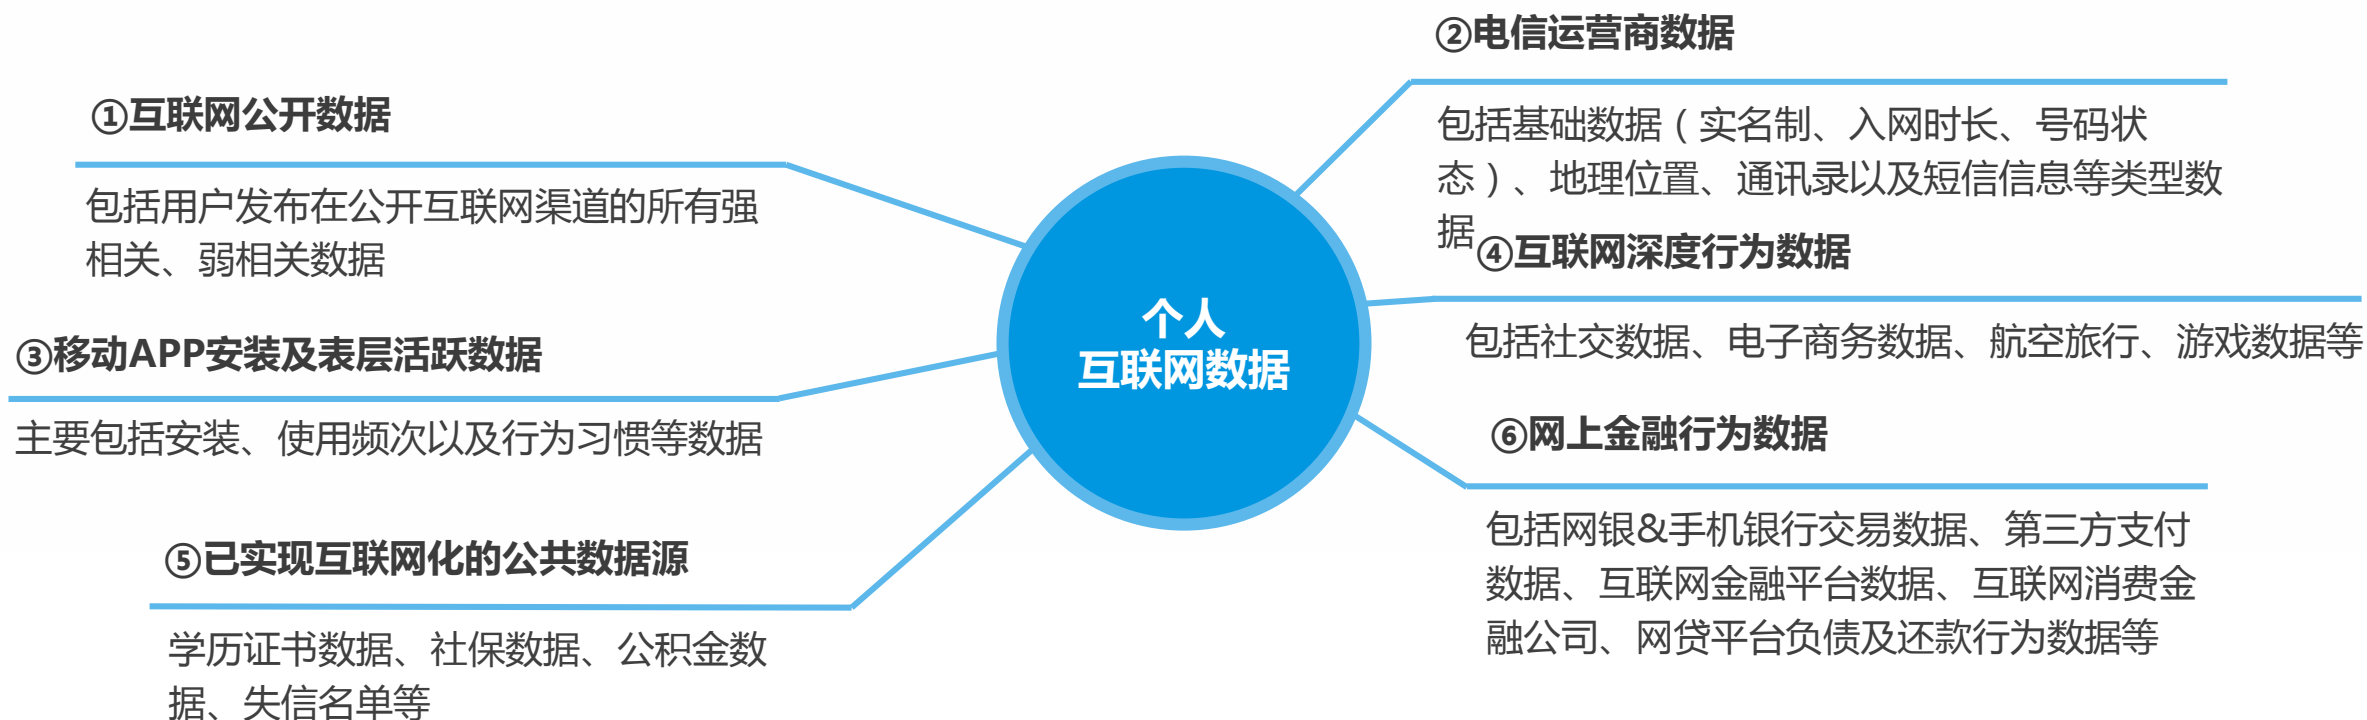 ①互联网公开数据
包括用户发布在公开互联网渠道的所有强
相关、弱相关数据
②电信运营商数据
包括基础数据（实名制、入网时长、号码状
态）、地理位置、通讯录以及短信信息等类型数
据
③移动APP安装及表层活跃数据
主要包括安装、使用频次以及行为习惯等数据
个人
互联网数据
④互联网深度行为数据
包括社交数据、电子商务数据、航空旅行、游戏数据等
⑤已实现互联网化的公共数据源
学历证书数据、社保数据、公积金数
据、失信名单等
⑥网上金融行为数据
包括网银&手机银行交易数据、第三方支付
数据、互联网金融平台数据、互联网消费金
融公司、网贷平台负债及还款行为数据等